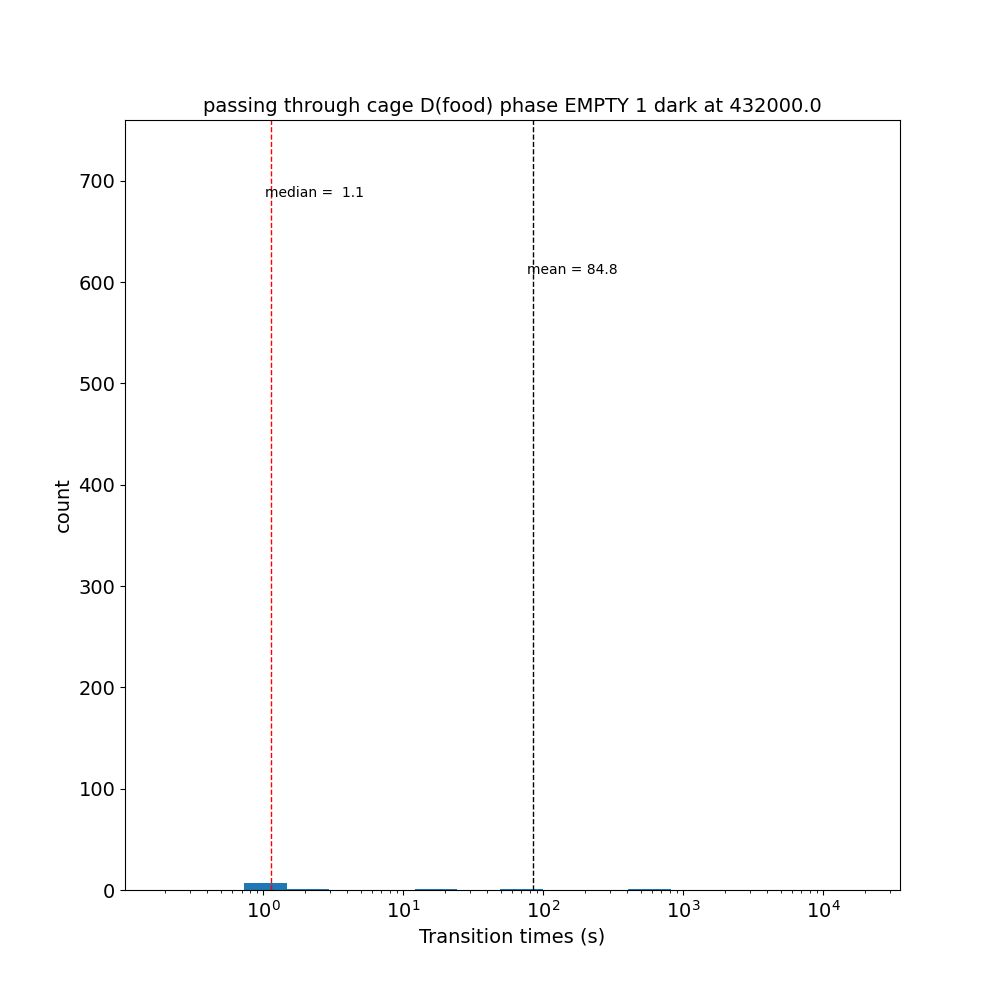 passing through cage D(food) phase EMPTY 1 dark at 432000.0
median =  1.1
mean = 84.8
700
600
500
400
300
200
100
0
count
10^0
10^1
10^2
10^3
10^4
Transition times (s)